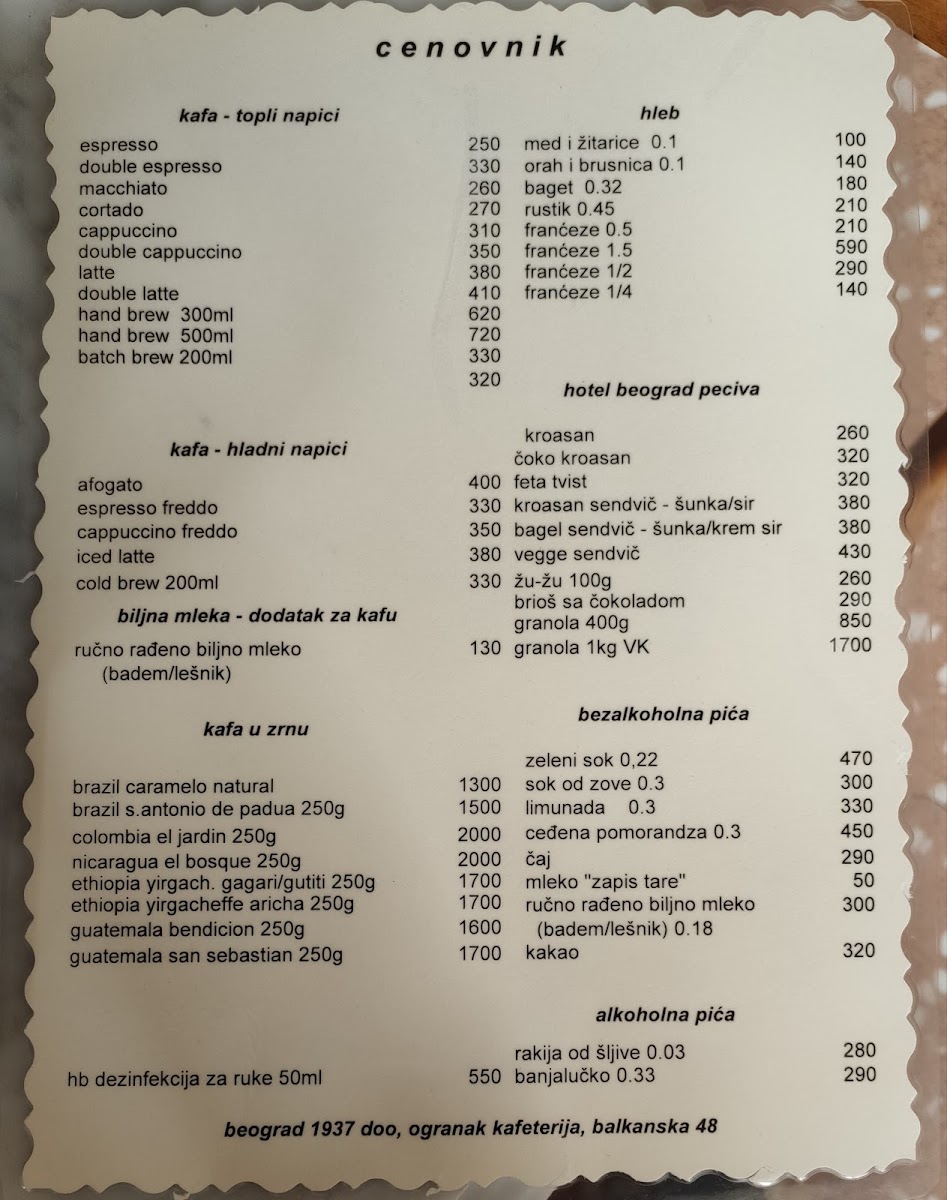 cenovnik
kafa - topli napici
espresso 250
double espresso 330
macchiato 260
cortado 270
cappuccino 310
double cappuccino 350
latte 380
double latte 410
hand brew 300ml 620
hand brew 500ml 720
batch brew 200ml 330
320
kafa - hladni napici
afogato 400
espresso freddo 330
cappuccino freddo 350
iced latte 380
cold brew 200ml 330
biljna mleka - dodatak za kafu
ručno rađeno biljno mleko 130
(badem/lešnik)
kafa u zrnu
brazil caramelo natural 1300
brazil s.antonio de padua 250g 1500
colombia el jardin 250g 2000
nicaragua el bosque 250g 2000
ethiopia yirgach. gagari/gutiti 250g 1700
ethiopia yirgacheffe aricha 250g 1700
guatemala bendicion 250g 1600
guatemala san sebastian 250g 1700
hb dezinfekcija za ruke 50ml 550
hleb
med i žitarice 0.1 100
orah i brusnica 0.1 140
baget 0.32 180
rustik 0.45 210
franćeze 0.5 210
franćeze 1.5 590
franćeze 1/2 290
franćeze 1/4 140
hotel beograd peciva
kroasan 260
čoko kroasan 320
feta tvist 320
kroasan sendvič - šunka/sir 380
bagel sendvič - šunka/krem sir 380
vegge sendvič 430
žu-žu 100g 260
brioš sa čokoladom 290
granola 400g 850
granola 1kg VK 1700
bezalkoholna pića
zeleni sok 0,22 470
sok od zove 0.3 300
limunada 0.3 330
ceđena pomorandza 0.3 450
čaj 290
mleko "zapis tare" 50
ručno rađeno biljno mleko 300
(badem/lešnik) 0.18
kakao 320
alkoholna pića
rakija od šljive 0.03 280
banjalučko 0.33 290
beograd 1937 doo, ogranak kafeterija, balkanska 48